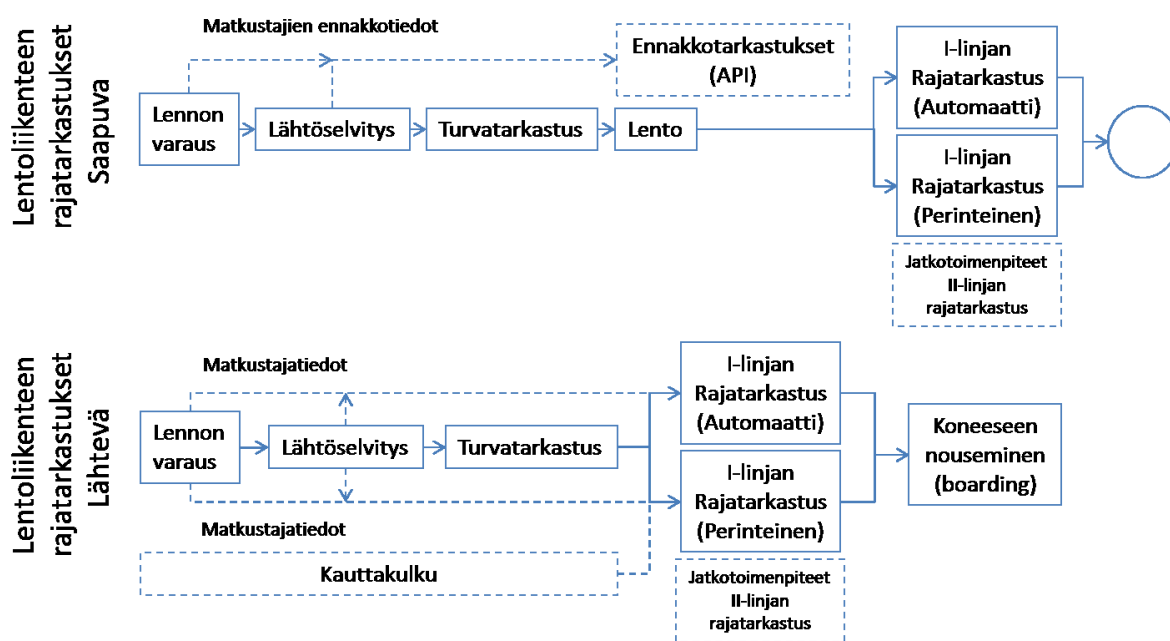 Lentoliikenteen
rajatarkastukset
Saapuva
Matkustajien ennakkotiedot
Lennon
varaus
Lähtöselvitys
Turvatarkastus
Lento
Ennakkotarkastukset
(API)
I-linjan
Rajatarkastus
(Automaatti)
I-linjan
Rajatarkastus
(Perinteinen)
Jatkotoimenpiteet
II-linjan
rajatarkastus
Lentoliikenteen
rajatarkastukset
Lähtevä
Matkustajatiedot
Lennon
varaus
Lähtöselvitys
Turvatarkastus
Matkustajatiedot
Kauttakulku
I-linjan
Rajatarkastus
(Automaatti)
I-linjan
Rajatarkastus
(Perinteinen)
Jatkotoimenpiteet
II-linjan
rajatarkastus
Koneeseen
nouseminen
(boarding)